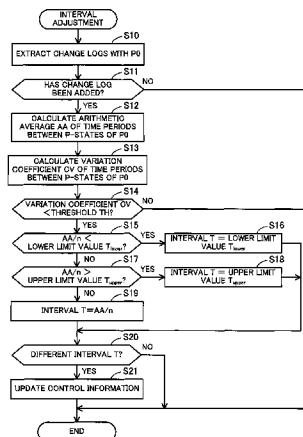 INTERVAL
ADJUSTMENT
S10
EXTRACT CHANGE LOGS WITH P0
S11
HAS CHANGE LOG
BEEN ADDED?
NO
YES
S12
CALCULATE ARITHMETIC
AVERAGE AA OF TIME PERIODS
BETWEEN P-STATES OF P0
S13
CALCULATE VARIATION
COEFFICIENT CV OF TIME PERIODS
BETWEEN P-STATES OF P0
S14
VARIATION COEFFICIENT CV
<THRESHOLD TH?
NO
YES
S15
AA/n <
LOWER LIMIT VALUE Tlower?
YES
S16
INTERVAL T = LOWER LIMIT
VALUE Tlower
NO
S17
AA/n >
UPPER LIMIT VALUE Tupper?
YES
S18
INTERVAL T = UPPER LIMIT
VALUE Tupper
NO
S19
INTERVAL T=AA/n
S20
DIFFERENT INTERVAL T?
NO
YES
S21
UPDATE CONTROL INFORMATION
END